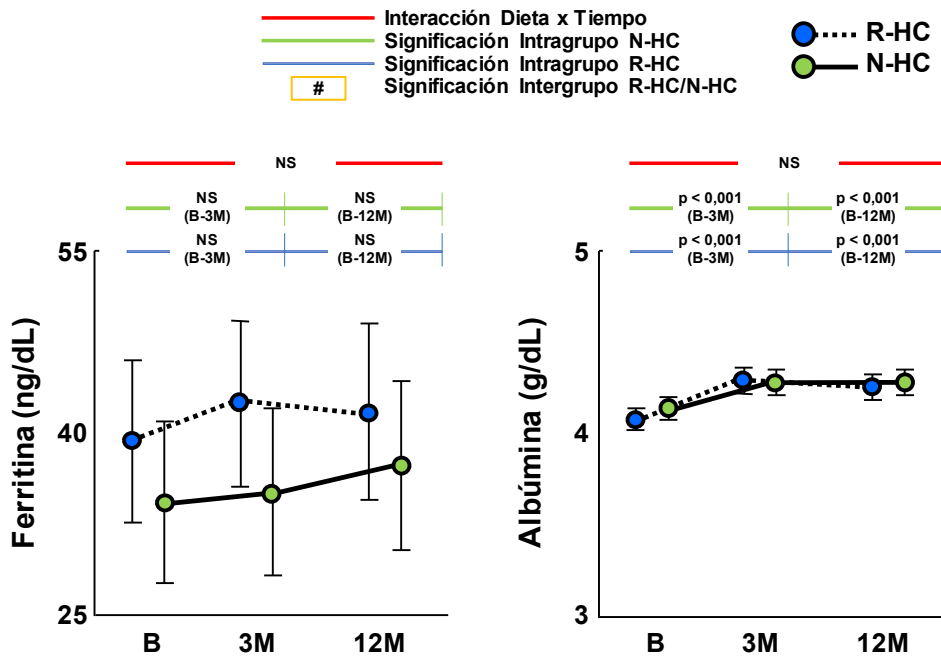 Interacción Dieta x Tiempo
Significación Intragrupo N-HC
Significación Intragrupo R-HC
# Significación Intergrupo R-HC/N-HC
R-HC
N-HC
NS
NS
(B-3M)
NS
(B-12M)
NS
(B-3M)
NS
(B-12M)
55
40
25
Ferritina (ng/dL)
B 3M 12M
NS
p < 0,001
(B-3M)
p < 0,001
(B-12M)
p < 0,001
(B-3M)
p < 0,001
(B-12M)
5
4
3
Albúmina (g/dL)
B 3M 12M